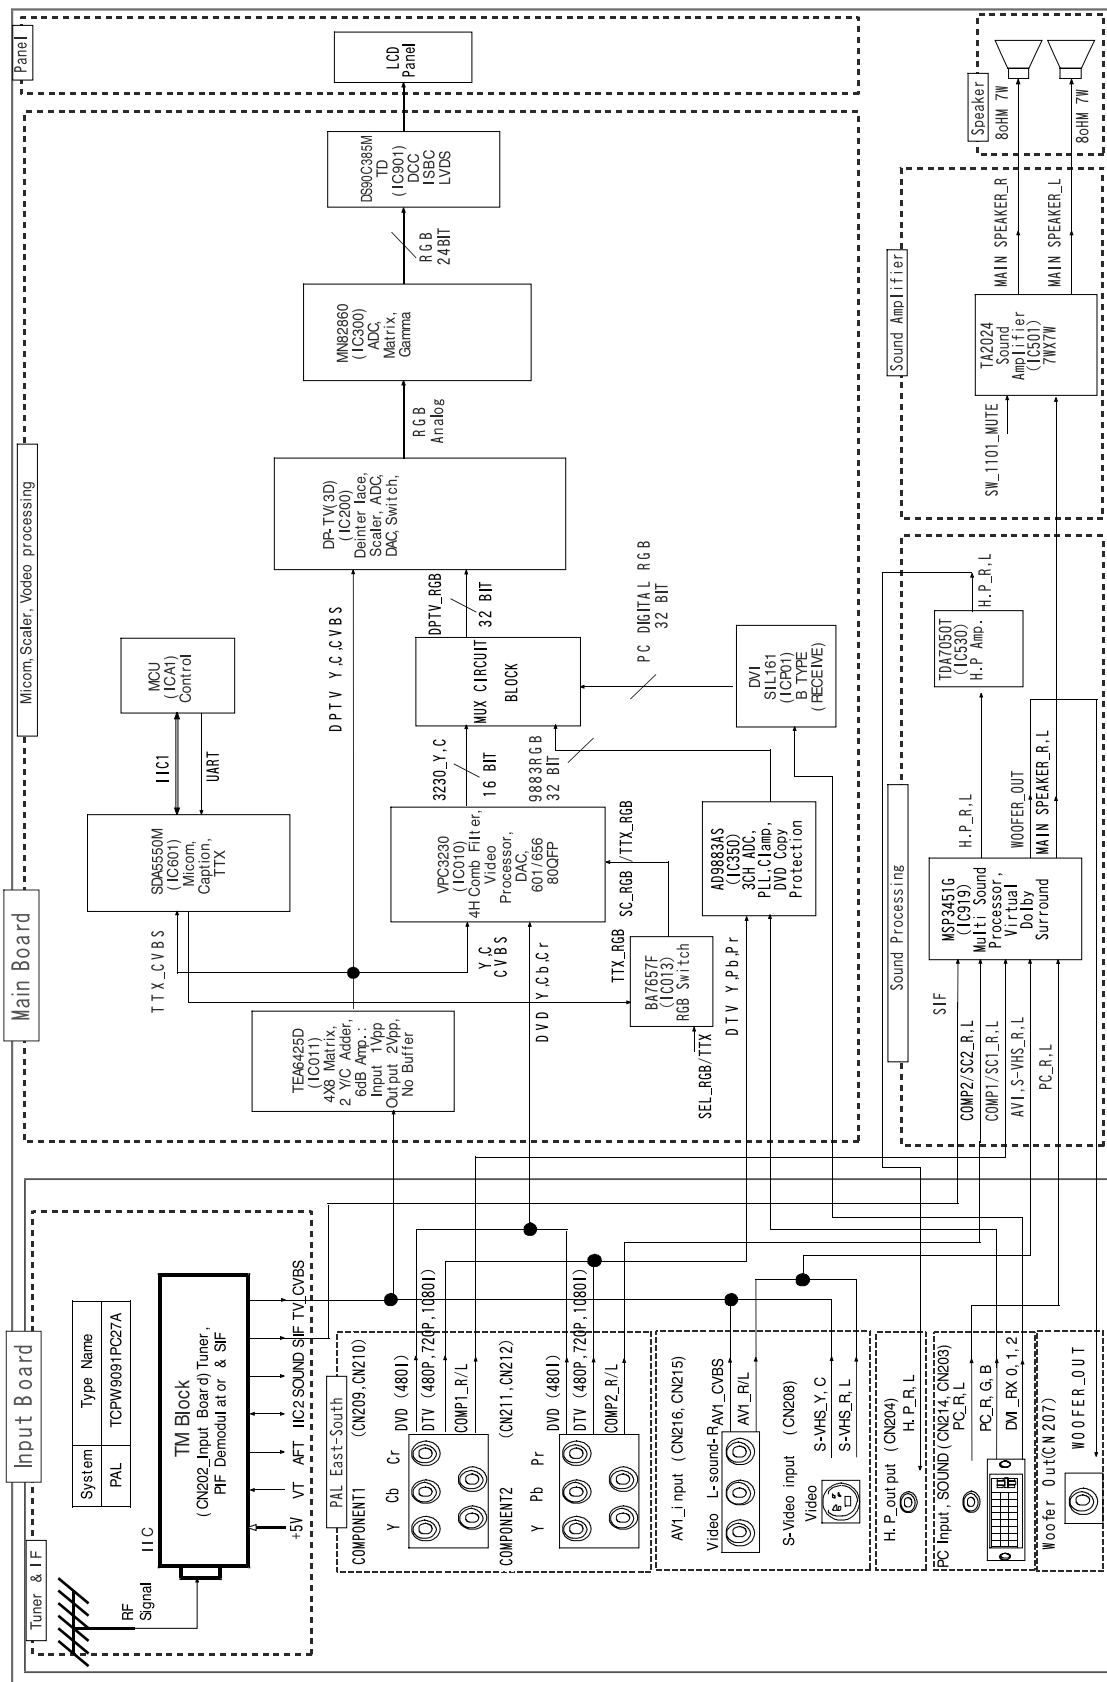 Panel
LCD
Panel
Micom, Scaler, Vodeo processing
DS90C385M
TD
(IC901)
DCC
ISBC
LVDS
RGB
24BIT
MN82860
(IC300)
ADC,
Matrix,
Gamma
RGB
Analog
DP-TV(3D)
(IC200)
Deinter lace,
Scaler, ADC,
DAC, Switch,
DPTV Y,C,CVBS
DPTV_RGB
32 BIT
PC DIGITAL RGB
32 BIT
MCU
(ICA1)
Control
IIC1
UART
MUX CIRCUIT
BLOCK
DVI
SIL161
(ICP01)
B TYPE
(RECEIVE)
3230_Y,C
16 BIT
9883RGB
32 BIT
SDA5550M
(IC601)
Micom,
Caption,
TTX
VPC3230
(IC010)
4H Comb Filter,
Video
Processor,
DAC,
601/656
80QFP
SC_RGB /TTX_RGB
AD9883AS
(IC350)
3CH ADC,
PLL,Clamp,
DVD Copy
Protection
TTX_CVBS
Y,C
CVBS
DVD Y,Cb,Cr
TTX_RGB
BA7657F
(IC013)
RGB Switch
DTV Y,Pb,Pr
SEL_RGB/TTX
TEA6425D
(IC011)
4X8 Matrix,
2 Y/C Adder,
6dB Amp.:
Input 1Vpp
Output 2Vpp,
No Buffer
Main Board
Speaker
8oHM 7W
8oHM 7W
Sound Amplifier
MAIN SPEAKER_R
MAIN SPEAKER_L
TA2024
Sound
Amplifier
(IC501)
7WX7W
SW_1101_MUTE
Sound Processing
TDA7050T
(IC530)
H.P Amp.
H.P_R,L
H.P_R,L
WOOFER_OUT
MAIN SPEAKER_R,L
MSP3451G
(IC919)
Multi Sound
Processor,
Virtual
Dolby
Surround
SIF
COMP2/SC2_R,L
COMP1/SC1_R,L
AVI,S-VHS_R,L
PC_R,L
Input Board
Tuner & IF
System
Type Name
PAL
TCPW9091PC27A
TM Block
(CN202_Input Board)Tuner,
PIF Demodulator & SIF
IIC
RF
Signal
+5V
VT
AFT
IIC2
SOUND
SIF
TV_CVBS
PAL East-South
COMPONENT1
(CN209,CN210)
Y
Cb
Cr
DVD (480I)
DTV (480P,720P,1080I)
COMP1_R/L
COMPONENT2
(CN211,CN212)
Y
Pb
Pr
DVD (480I)
DTV (480P,720P,1080I)
COMP2_R/L
AV1_input (CN216, CN215)
Video L-sound-R
AV1_CVBS
AV1_R/L
S-Video input (CN208)
Video
S-VHS_Y, C
S-VHS_R, L
H. P_output (CN204)
H. P_R, L
PC Input, SOUND (CN214, CN203)
PC_R, L
PC_R, G, B
DVI _RX 0, 1, 2
Woofer Out(CN207)
WOOFER_OUT